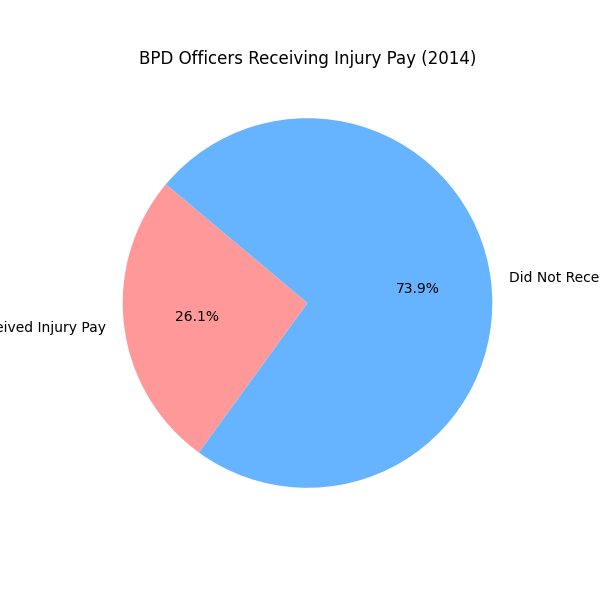 BPD Officers Receiving Injury Pay (2014)
Did Not Rece
73.9%
26.1%
eived Injury Pay